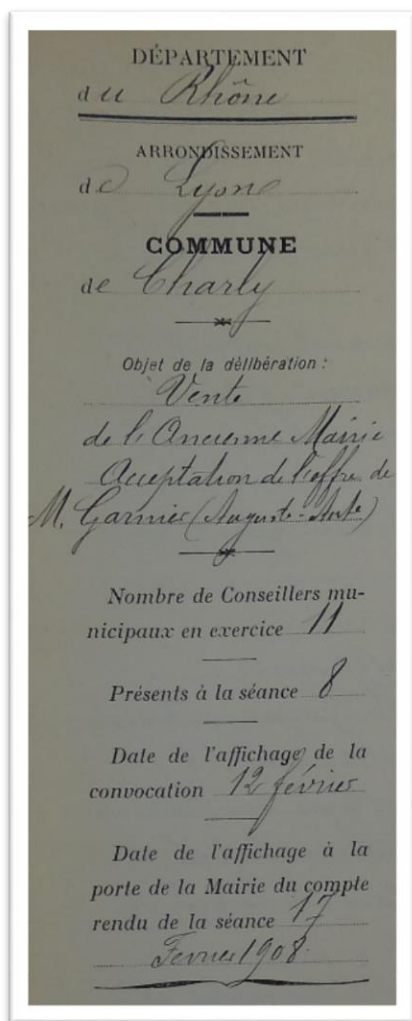 DÉPARTEMENT
du Rhône
ARRONDISSEMENT
de Lyon
COMMUNE
de Charly
Objet de la délibération :
Vente
de l'Ancienne Mairie
Acceptation de l'offre de
M. Garnier (Auguste-
Nombre de Conseillers mu-
nicipaux en exercice 11
Présents à la séance 8
Date de l'affichage de la
convocation 12 février
Date de l'affichage à la
porte de la Mairie du compte
rendu de la séance 17
Fevrier 1908.